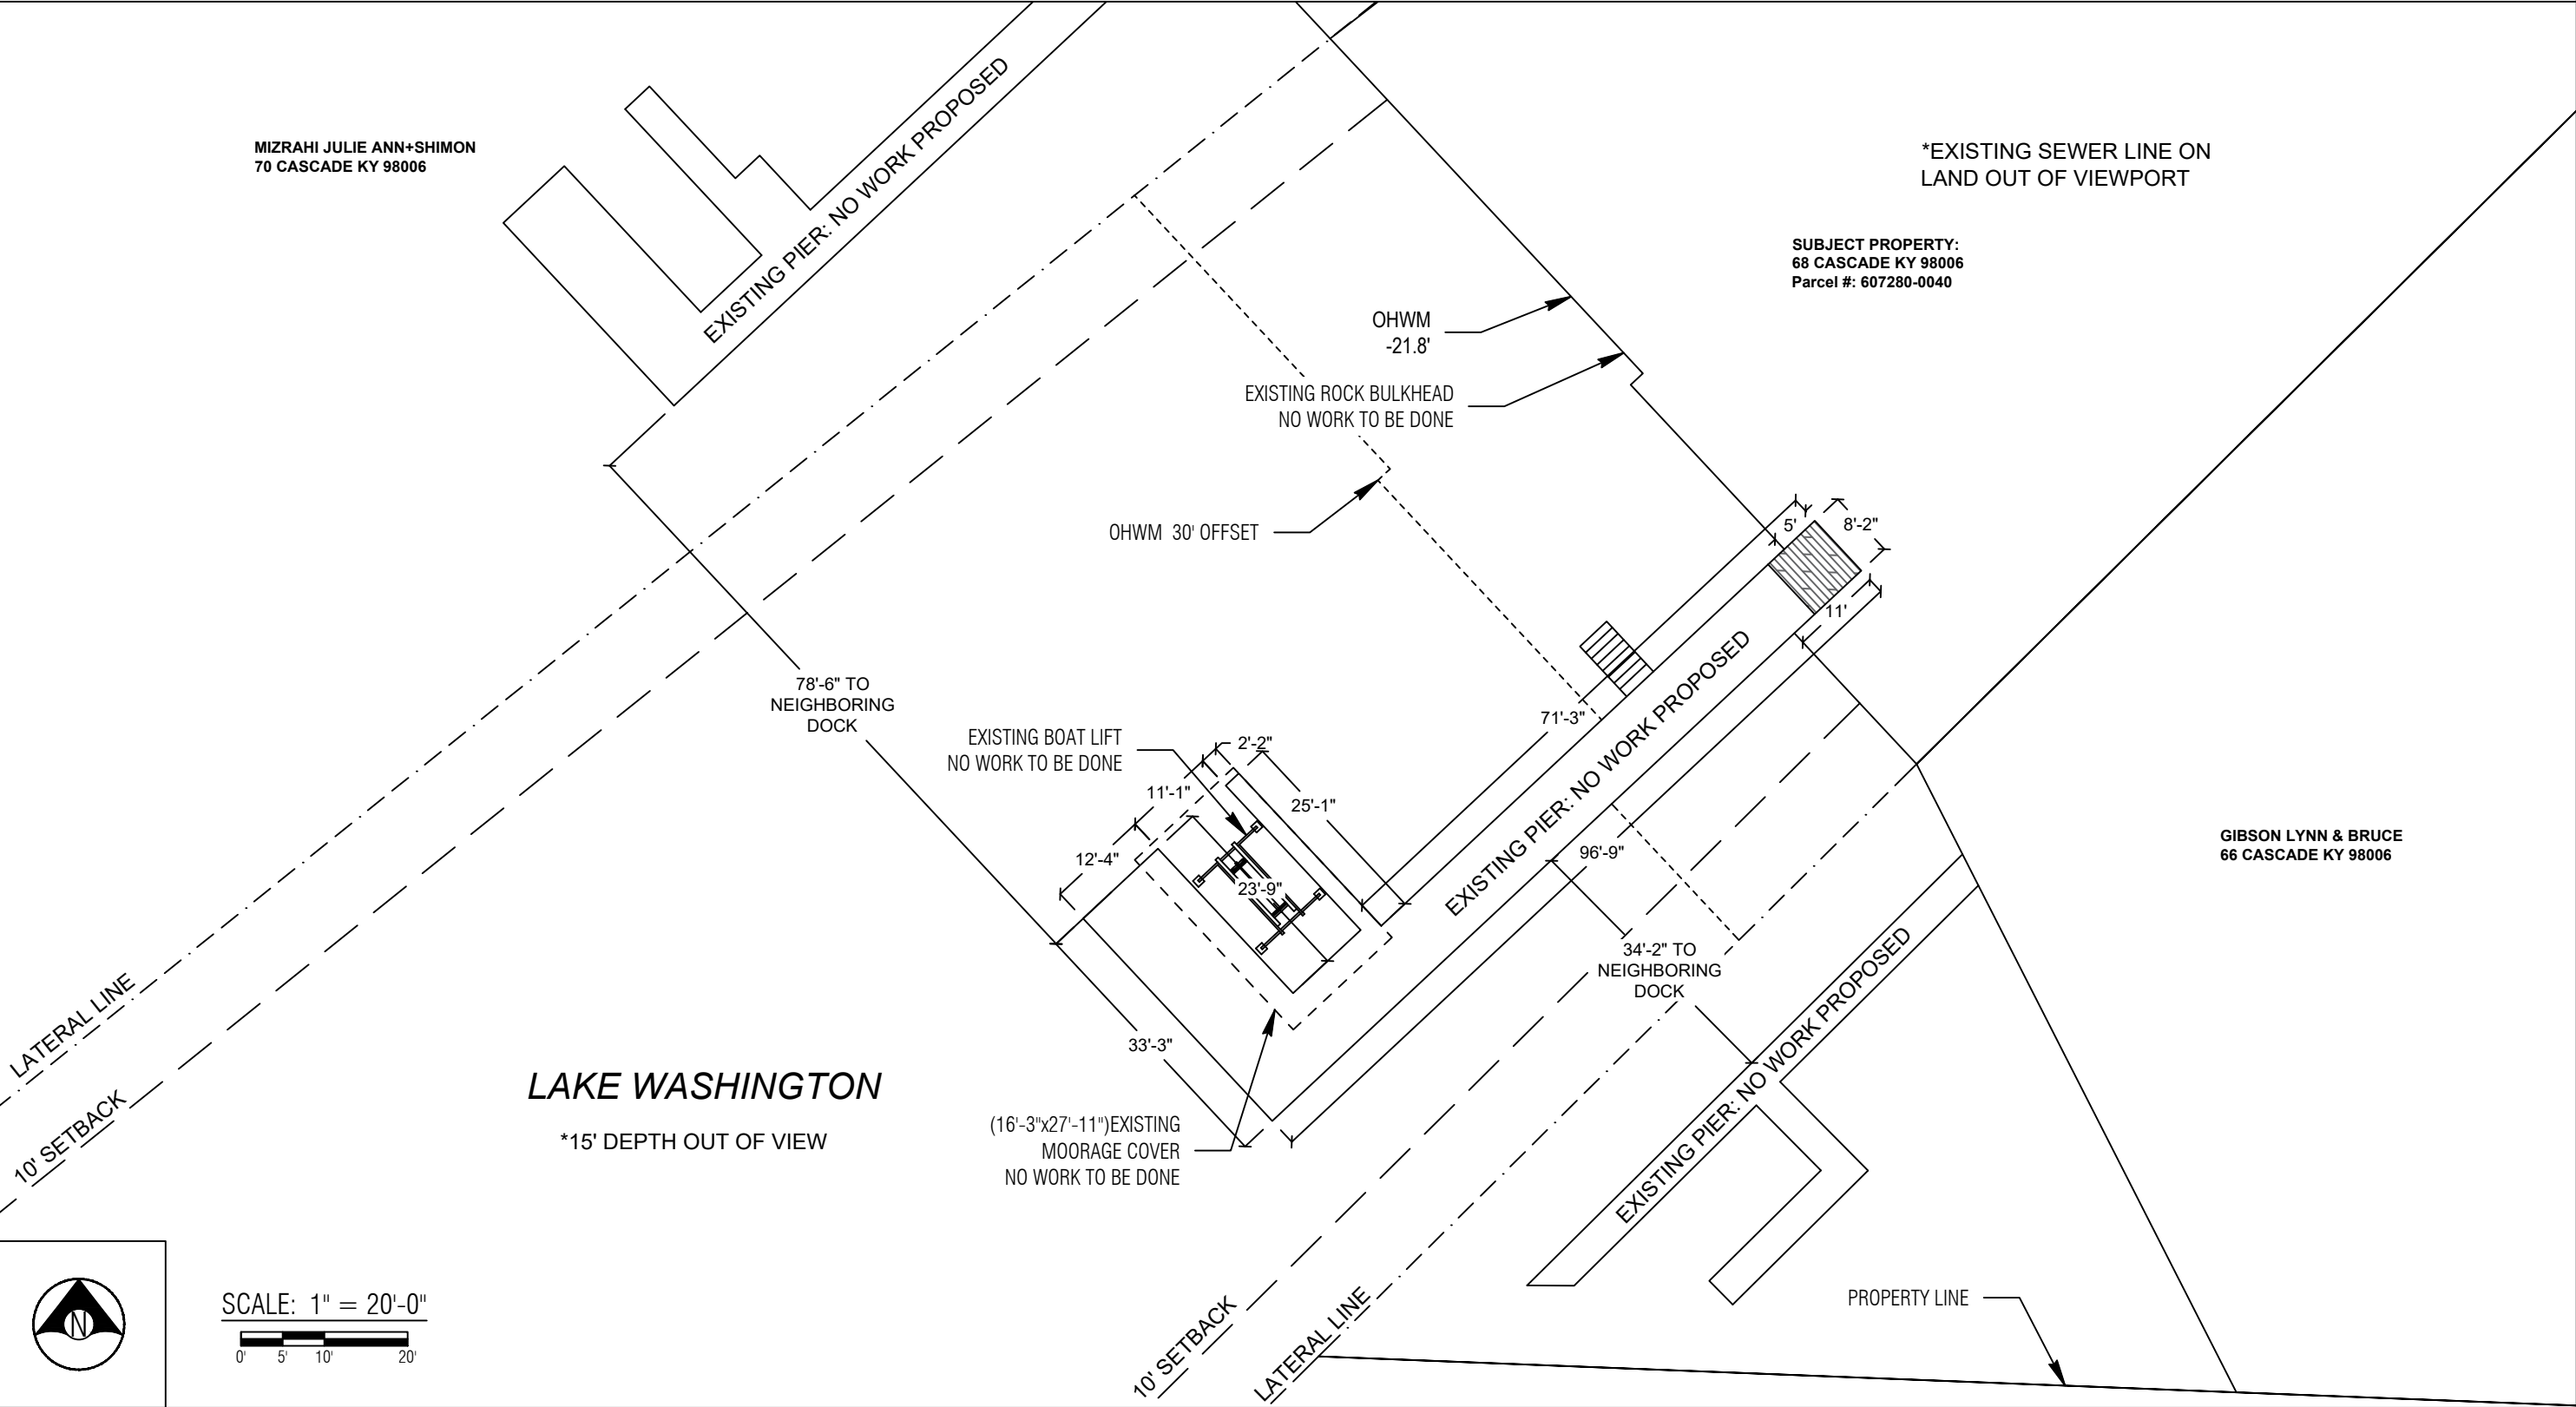 MIZRAHI JULIE ANN+SHIMON
70 CASCADE KY 98006
EXISTING PIER: NO WORK PROPOSED
*EXISTING SEWER LINE ON
LAND OUT OF VIEWPORT
SUBJECT PROPERTY:
68 CASCADE KY 98006
Parcel #: 607280-0040
OHWM
-21.8'
EXISTING ROCK BULKHEAD
NO WORK TO BE DONE
OHWM 30' OFFSET
5'
8'-2"
11'
78'-6" TO
NEIGHBORING
DOCK
EXISTING BOAT LIFT
NO WORK TO BE DONE
2'-2"
11'-1"
25'-1"
12'-4"
23'-9"
71'-3"
EXISTING PIER: NO WORK PROPOSED
96'-9"
GIBSON LYNN & BRUCE
66 CASCADE KY 98006
34'-2" TO
NEIGHBORING
DOCK
EXISTING PIER: NO WORK PROPOSED
33'-3"
LATERAL LINE
10' SETBACK
LAKE WASHINGTON
*15' DEPTH OUT OF VIEW
(16'-3"x27'-11")EXISTING
MOORAGE COVER
NO WORK TO BE DONE
10' SETBACK
LATERAL LINE
PROPERTY LINE
N
SCALE: 1" = 20'-0"
0' 5' 10' 20'